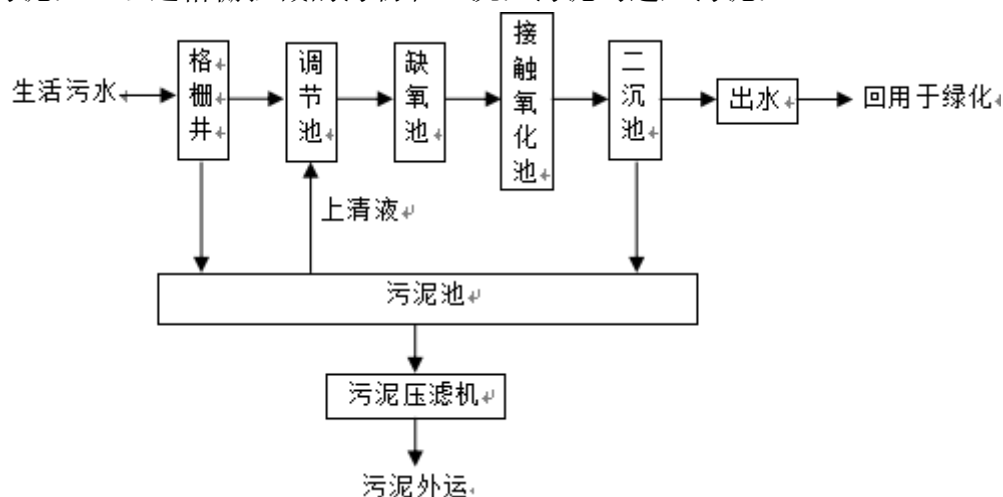 生活污水
格栅井
调节池
缺氧池
接触氧化池
二沉池
出水
回用于绿化
上清液
污泥池
污泥压滤机
污泥外运